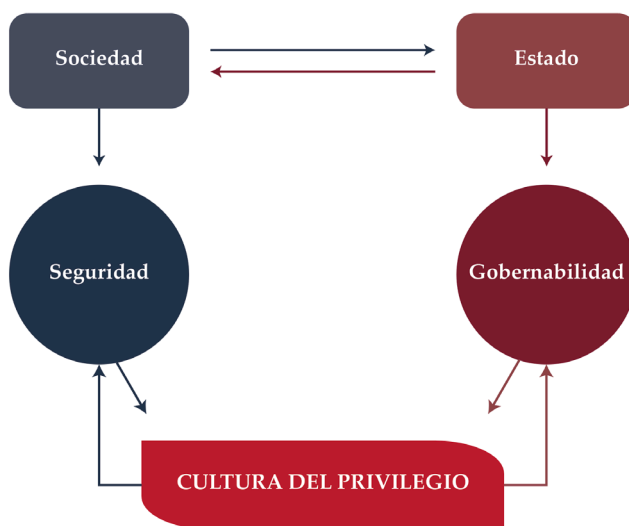 Sociedad
Estado
Seguridad
Gobernabilidad
CULTURA DEL PRIVILEGIO